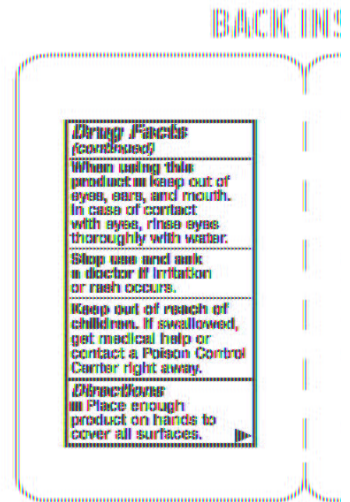 BACK INS
Drug Facts
(continued)
When using this
product ■ keep out of
eyes, ears, and mouth.
In case of contact
with eyes, rinse eyes
thoroughly with water.
Stop use and ask
a doctor if irritation
or rash occurs.
Keep out of reach of
children. If swallowed,
get medical help or
contact a Poison Control
Center right away.
Directions
■ Place enough
product on hands to
cover all surfaces.